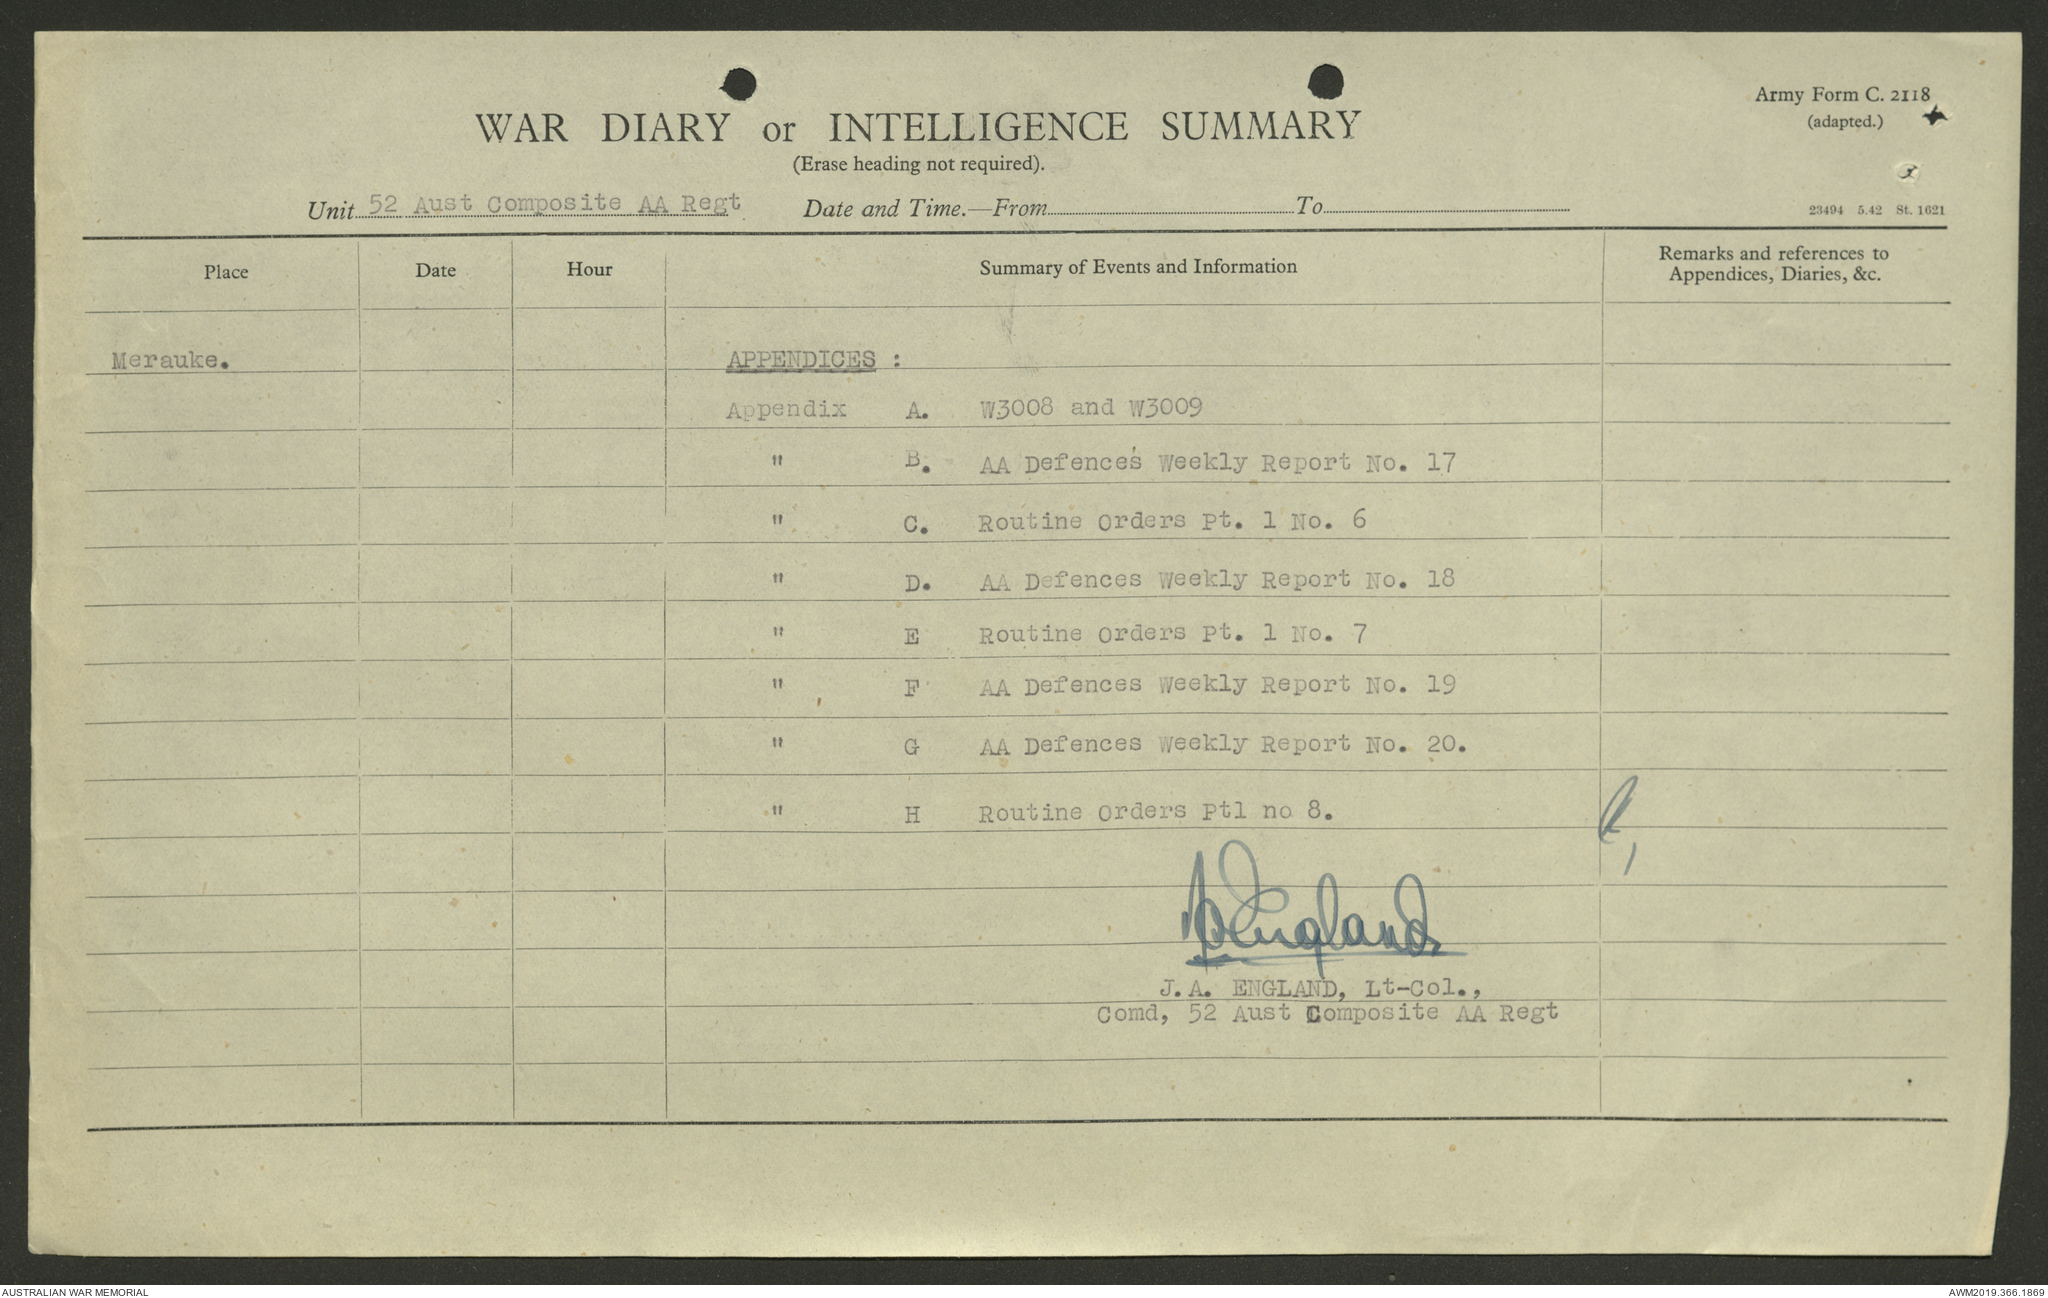 Army Form C. 2118
(adapted.)
WAR DIARY or INTELLIGENCE SUMMARY
(Erase heading not required).
Unit 52 Aust Composite AA Regt Date and Time.—From To
23494 5.42 St. 1621
Place Date Hour Summary of Events and Information Remarks and references to
Appendices, Diaries, &c.
Merauke. APPENDICES :
Appendix A. W3008 and W3009
" B. AA Defences Weekly Report No. 17
" C. Routine Orders Pt. 1 No. 6
" D. AA Defences Weekly Report No. 18
" E Routine Orders Pt. 1 No. 7
" F AA Defences Weekly Report No. 19
" G AA Defences Weekly Report No. 20.
" H Routine Orders Pt1 no 8.
England
J.A. ENGLAND, Lt-Col.,
Comd, 52 Aust Composite AA Regt
AUSTRALIAN WAR MEMORIAL AWM2019.366.1869